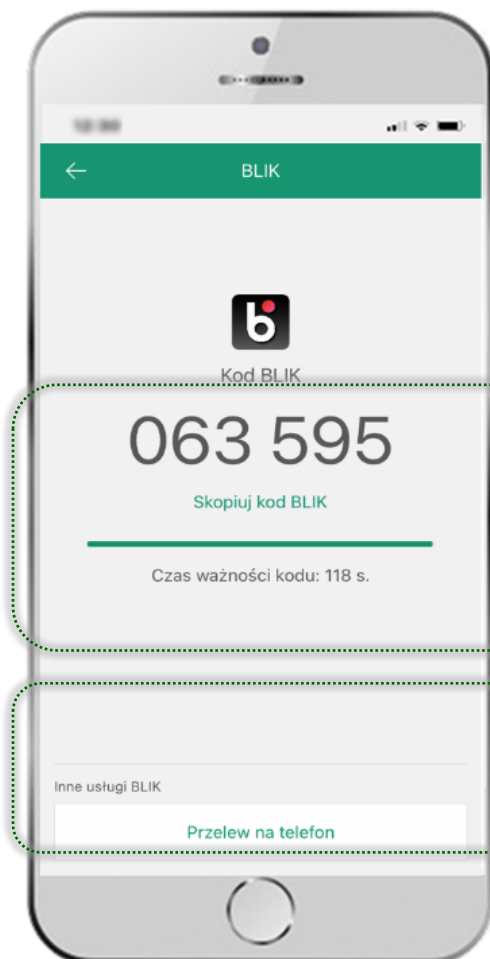 BLIK
Kod BLIK
063 595
Skopiuj kod BLIK
Czas ważności kodu: 118 s.
Inne usługi BLIK
Przelew na telefon